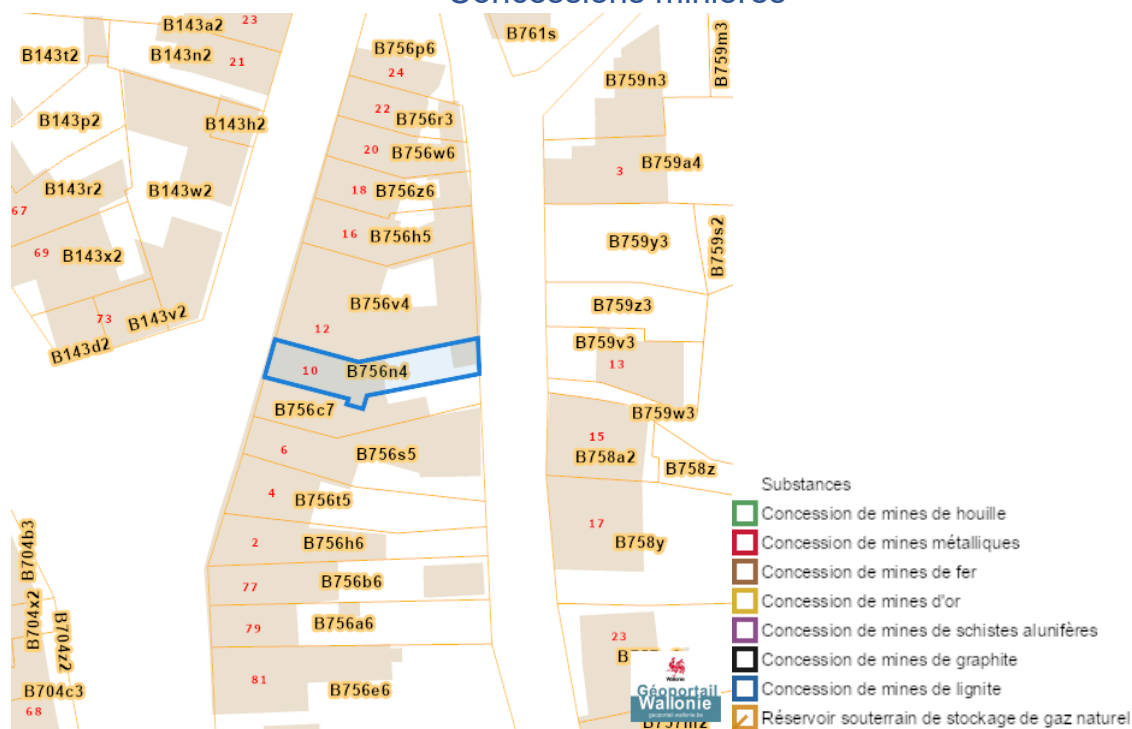 Concessions minières
B143a2
23
B143t2
B143n2
21
B143p2
B143h2
B143r2
B143w2
67
69
B143x2
73
B143v2
B143d2
B756p6
24
22
B756r3
20
B756w6
18
B756z6
16
B756h5
B756v4
12
10
B756n4
B756c7
6
B756s5
4
B756t5
2
B756h6
77
B756b6
79
B756a6
81
B756e6
B761s
B759m3
B759n3
3
B759a4
B759y3
B759s2
B759z3
B759v3
13
B759w3
15
B758a2
B758z
17
B758y
23
B704b3
B704x2
B704z2
B704c3
68
Wallonie
Géoportail
Wallonie
geoportail.wallonie.be
Substances
Concession de mines de houille
Concession de mines métalliques
Concession de mines de fer
Concession de mines d'or
Concession de mines de schistes alunifères
Concession de mines de graphite
Concession de mines de lignite
Réservoir souterrain de stockage de gaz naturel